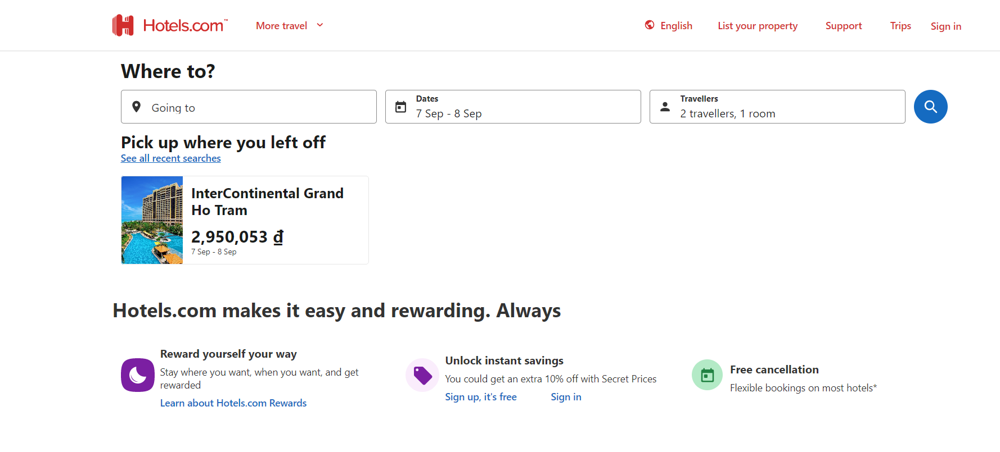 Hotels.com™
More travel
English
List your property
Support
Trips
Sign in
Where to?
Going to
Dates
7 Sep - 8 Sep
Travellers
2 travellers, 1 room
Pick up where you left off
See all recent searches
InterContinental Grand
Ho Tram
2,950,053 ₫
7 Sep - 8 Sep
Hotels.com makes it easy and rewarding. Always
Reward yourself your way
Stay where you want, when you want, and get
rewarded
Learn about Hotels.com Rewards
Unlock instant savings
You could get an extra 10% off with Secret Prices
Sign up, it's free
Sign in
Free cancellation
Flexible bookings on most hotels*